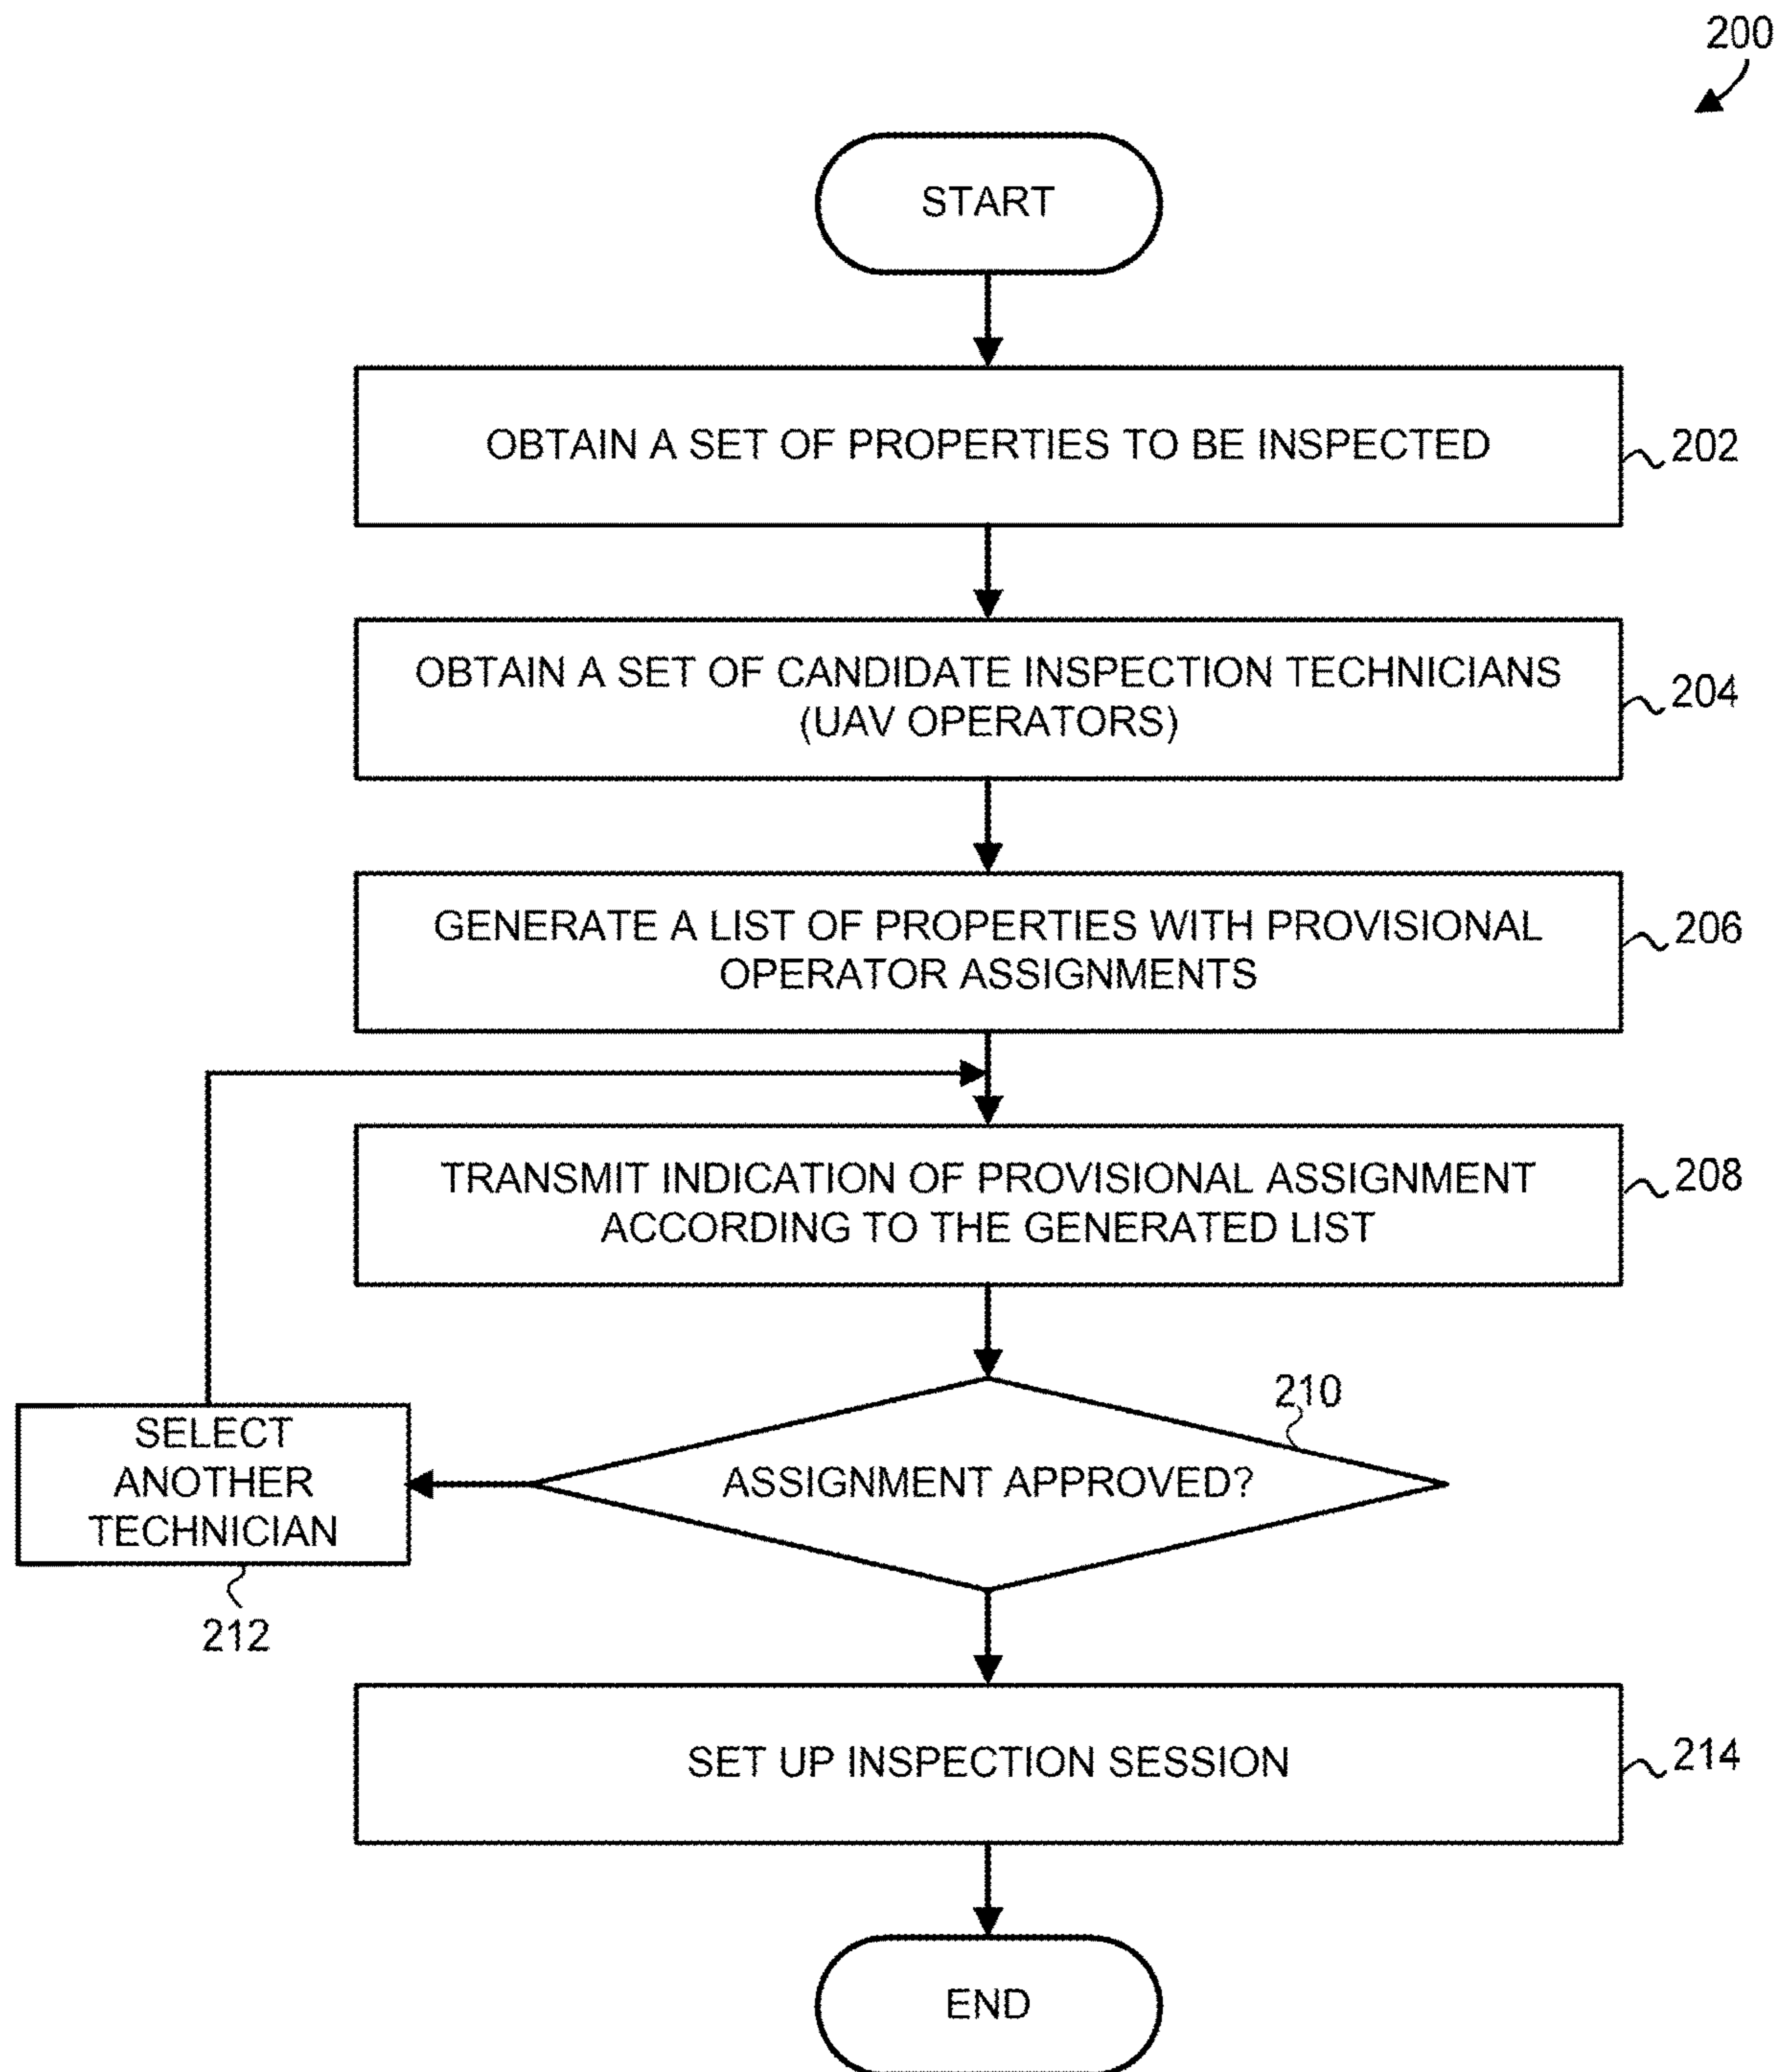 200
START
OBTAIN A SET OF PROPERTIES TO BE INSPECTED
202
OBTAIN A SET OF CANDIDATE INSPECTION TECHNICIANS
(UAV OPERATORS)
204
GENERATE A LIST OF PROPERTIES WITH PROVISIONAL
OPERATOR ASSIGNMENTS
206
TRANSMIT INDICATION OF PROVISIONAL ASSIGNMENT
ACCORDING TO THE GENERATED LIST
208
210
ASSIGNMENT APPROVED?
SELECT
ANOTHER
TECHNICIAN
212
SET UP INSPECTION SESSION
214
END